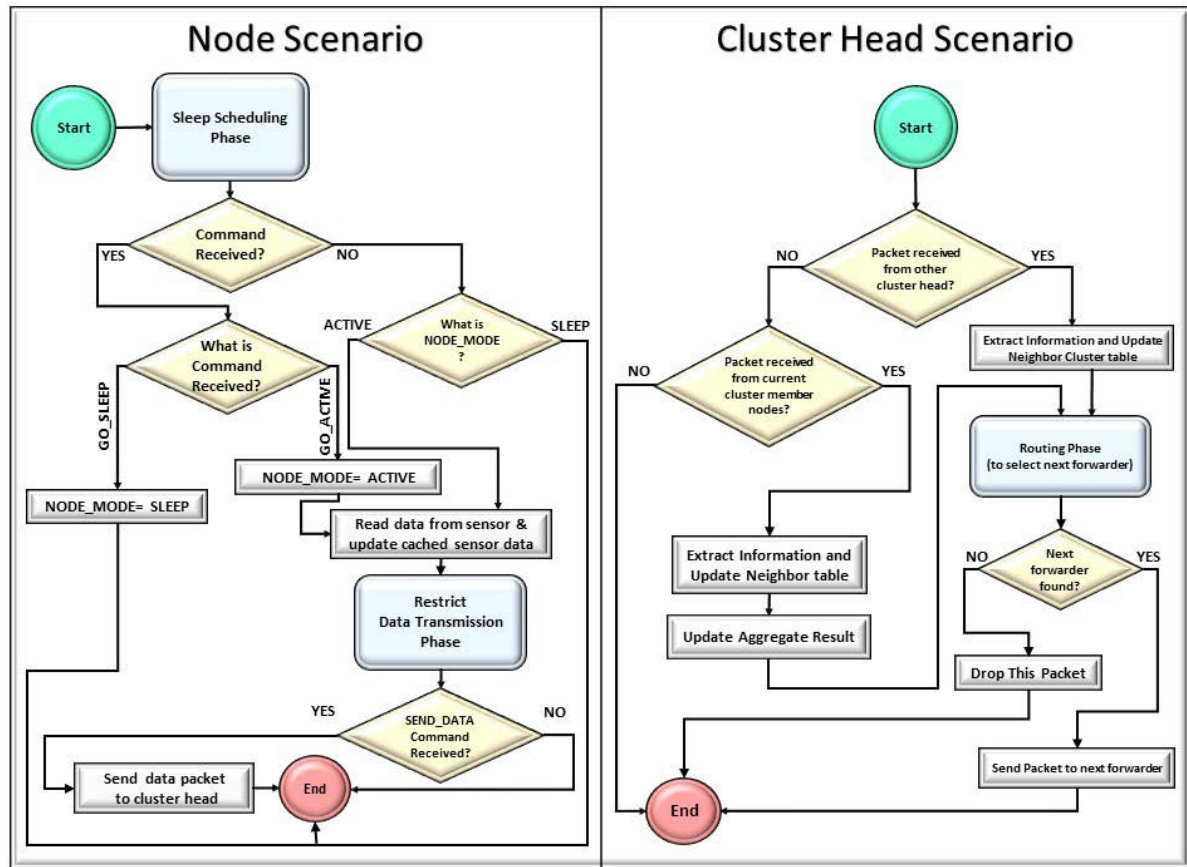 Node Scenario
Start
Sleep Scheduling
Phase
Command
Received?
YES
NO
What is
Command
Received?
GO_SLEEP
GO_ACTIVE
ACTIVE
What is
NODE_MODE
?
SLEEP
NODE_MODE= SLEEP
NODE_MODE= ACTIVE
Read data from sensor &
update cached sensor data
Restrict
Data Transmission
Phase
YES
SEND_DATA
Command
Received?
NO
Send data packet
to cluster head
End
Cluster Head Scenario
Start
NO
Packet received
from other
cluster head?
YES
Extract Information and Update
Neighbor Cluster table
NO
Packet received
from current
cluster member
nodes?
YES
Routing Phase
(to select next forwarder)
Extract Information and
Update Neighbor table
Update Aggregate Result
NO
Next
forwarder
found?
YES
Drop This Packet
Send Packet to next forwarder
End